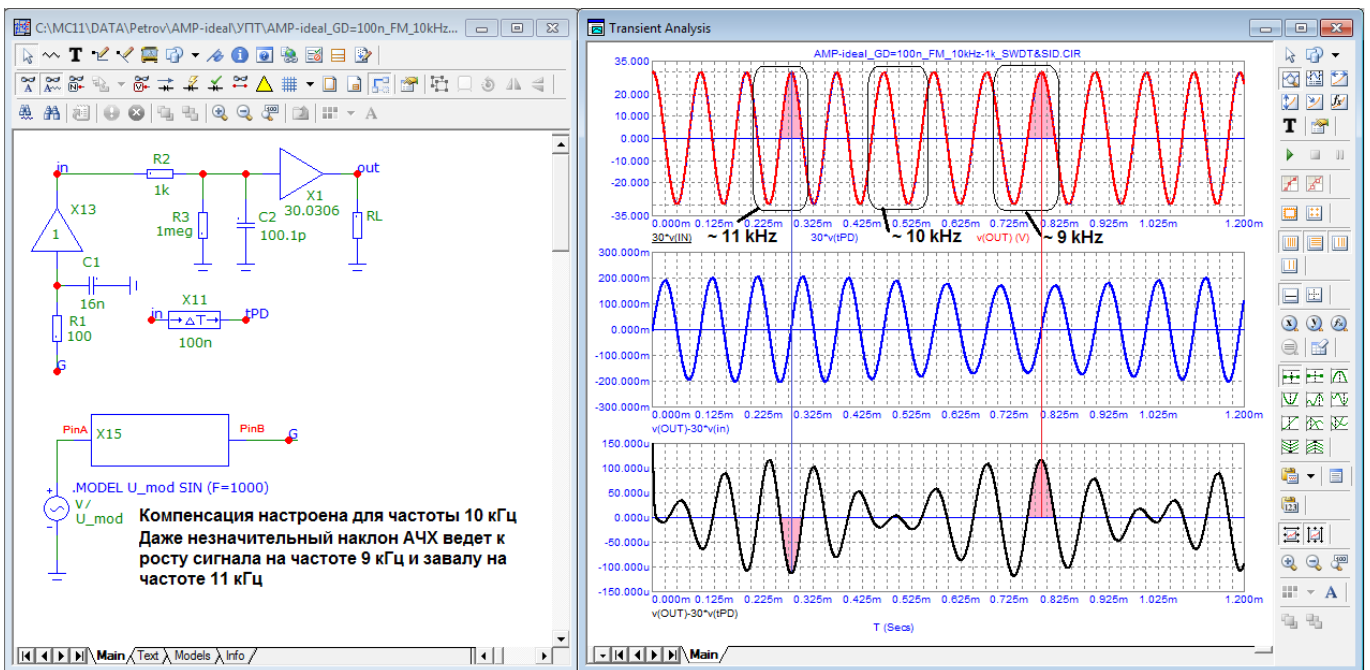 C:\MC11\DATA\Petrov\AMP-ideal\УПТ\AMP-ideal_GD=100n_FM_10kHz...
in
R2
1k
X1
30.0306
out
X13
1
R3
1meg
C2
100.1p
RL
C1
16n
R1
100
G
X11
in
ΔT
tPD
100n
PinA
X15
PinB
G
.MODEL U_mod SIN (F=1000)
V/
U_mod
Компенсация настроена для частоты 10 кГц
Даже незначительный наклон АЧХ ведет к
росту сигнала на частоте 9 кГц и завалу на
частоте 11 кГц
Main Text Models Info
Transient Analysis
AMP-ideal_GD=100n_FM_10kHz-1k_SWDT&SID.CIR
35.000
20.000
10.000
0.000
-10.000
-20.000
-35.000
0.000m 0.125m 0.225m 0.325m 0.425m 0.525m 0.625m 0.725m 0.825m 0.925m 1.025m 1.200m
30*v(IN) 30*v(tPD) v(OUT) (V)
~ 11 kHz ~ 10 kHz ~ 9 kHz
300.000m
200.000m
100.000m
0.000m
-100.000m
-200.000m
-300.000m
0.000m 0.125m 0.225m 0.325m 0.425m 0.525m 0.625m 0.725m 0.825m 0.925m 1.025m 1.200m
v(OUT)-30*v(in)
150.000u
100.000u
50.000u
0.000u
-50.000u
-100.000u
-150.000u
0.000m 0.125m 0.225m 0.325m 0.425m 0.525m 0.625m 0.725m 0.825m 0.925m 1.025m 1.200m
v(OUT)-30*v(tPD)
T (Secs)
Main